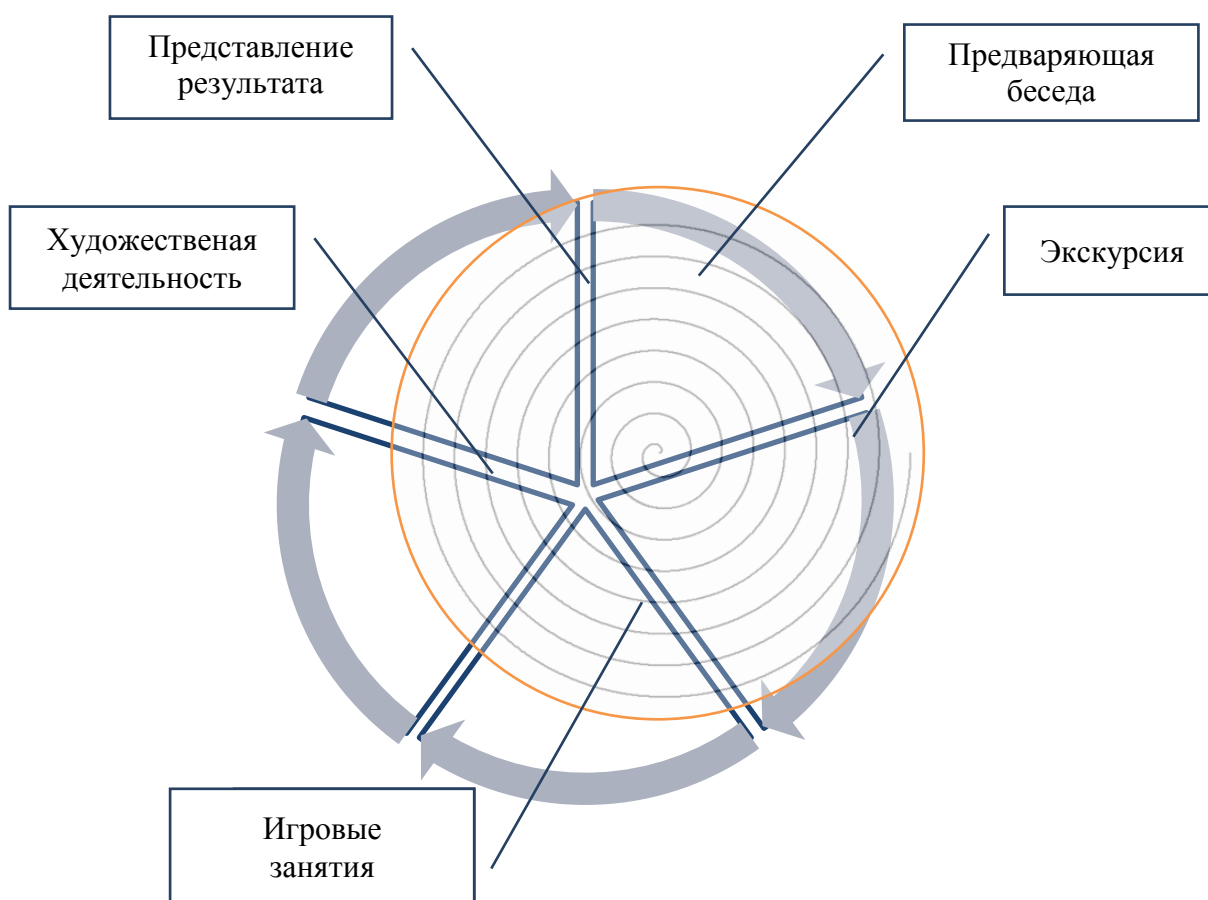 Представление
результата
Предваряющая
беседа
Художественая
деятельность
Экскурсия
Игровые
занятия